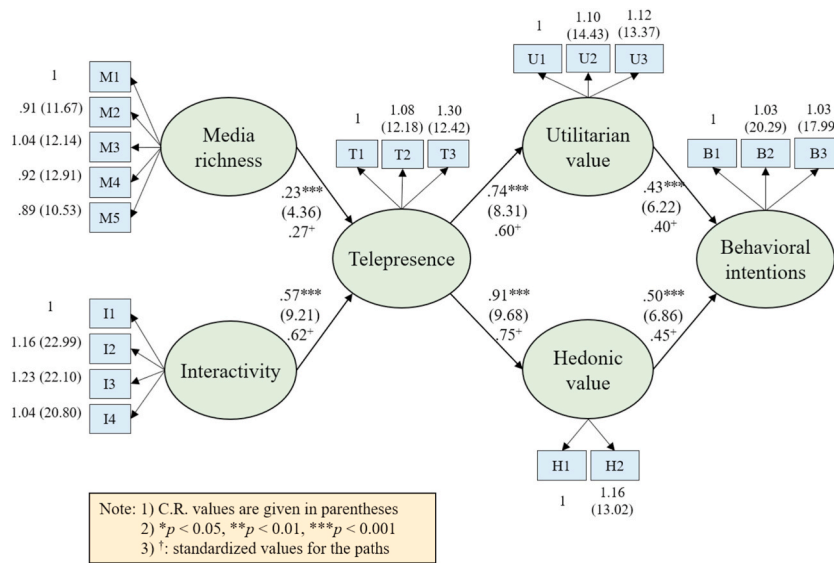 1
M1
.91 (11.67)
M2
1.04 (12.14)
M3
.92 (12.91)
M4
.89 (10.53)
M5
Media
richness
1
I1
1.16 (22.99)
I2
1.23 (22.10)
I3
1.04 (20.80)
I4
Interactivity
.23***
(4.36)
.27⁺
.57***
(9.21)
.62⁺
1
1.08
(12.18)
1.30
(12.42)
T1
T2
T3
Telepresence
.74***
(8.31)
.60⁺
.91***
(9.68)
.75⁺
1
1.10
(14.43)
1.12
(13.37)
U1
U2
U3
Utilitarian
value
Hedonic
value
H1
H2
1
1.16
(13.02)
.43***
(6.22)
.40⁺
.50***
(6.86)
.45⁺
1
1.03
(20.29)
1.03
(17.99)
B1
B2
B3
Behavioral
intentions
Note: 1) C.R. values are given in parentheses
2) *p < 0.05, **p < 0.01, ***p < 0.001
3) †: standardized values for the paths